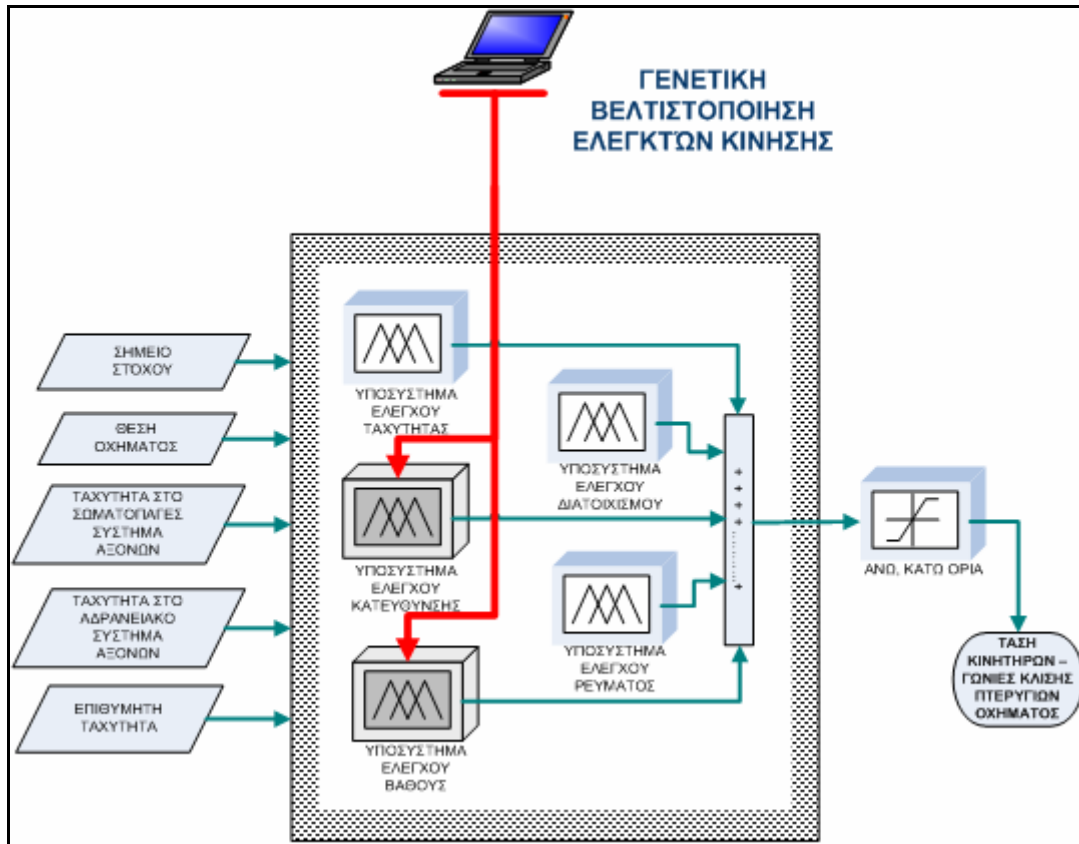 ΓΕΝΕΤΙΚΗ
ΒΕΛΤΙΣΤΟΠΟΙΗΣΗ
ΕΛΕΓΚΤΏΝ ΚΙΝΗΣΗΣ
ΣΗΜΕΙΟ
ΣΤΟΧΟΥ
ΘΕΣΗ
ΟΧΗΜΑΤΟΣ
ΤΑΧΥΤΗΤΑ ΣΤΟ
ΣΩΜΑΤΟΠΑΓΕΣ
ΣΥΣΤΗΜΑ
ΑΞΟΝΩΝ
ΤΑΧΥΤΗΤΑ ΣΤΟ
ΑΔΡΑΝΕΙΑΚΟ
ΣΥΣΤΗΜΑ
ΑΞΟΝΩΝ
ΕΠΙΘΥΜΗΤΗ
ΤΑΧΥΤΗΤΑ
ΥΠΟΣΥΣΤΗΜΑ
ΕΛΕΓΧΟΥ
ΤΑΧΥΤΗΤΑΣ
ΥΠΟΣΥΣΤΗΜΑ
ΕΛΕΓΧΟΥ
ΚΑΤΕΥΘΥΝΣΗΣ
ΥΠΟΣΥΣΤΗΜΑ
ΕΛΕΓΧΟΥ
ΒΑΘΟΥΣ
ΥΠΟΣΥΣΤΗΜΑ
ΕΛΕΓΧΟΥ
ΔΙΑΤΟΙΧΙΣΜΟΥ
ΥΠΟΣΥΣΤΗΜΑ
ΕΛΕΓΧΟΥ
ΡΕΥΜΑΤΟΣ
+ + + + ........... +
ΑΝΩ, ΚΑΤΩ ΟΡΙΑ
ΤΑΣΗ
ΚΙΝΗΤΗΡΩΝ –
ΓΩΝΙΕΣ ΚΛΙΣΗΣ
ΠΤΕΡΥΓΙΩΝ
ΟΧΗΜΑΤΟΣ